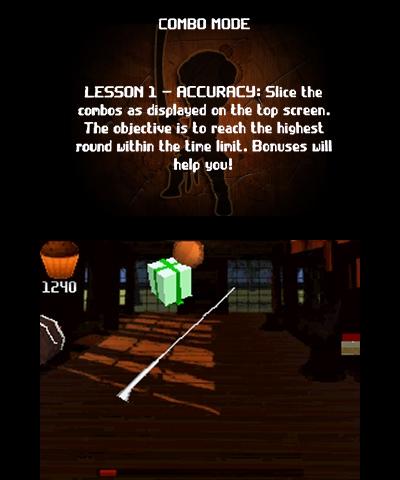 COMBO MODE
LESSON 1 - ACCURACY: Slice the
combos as displayed on the top screen.
The objective is to reach the highest
round within the time limit. Bonuses will
help you!
1240